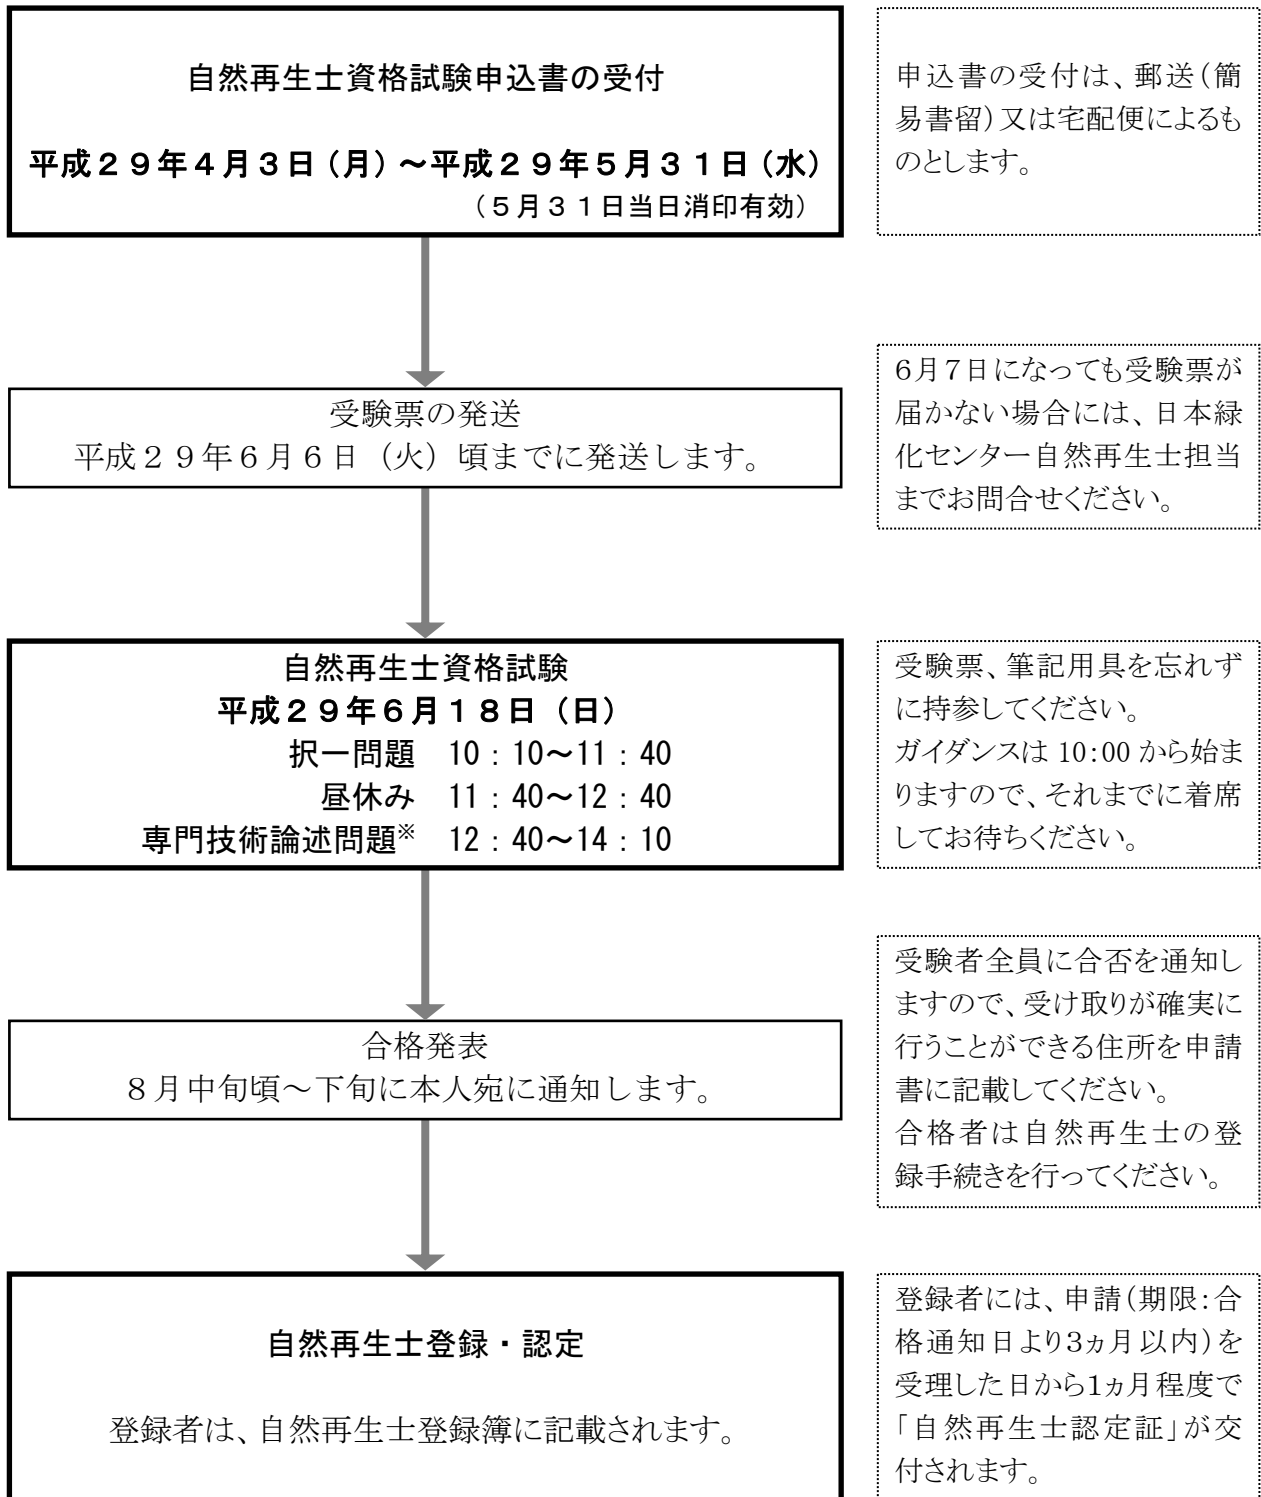 自然再生士資格試験申込書の受付
平成２９年４月３日（月）～平成２９年５月３１日（水）
（５月３１日当日消印有効）
申込書の受付は、郵送（簡
易書留）又は宅配便によるも
のとします。
受験票の発送
平成２９年６月６日（火）頃までに発送します。
6月7日になっても受験票が
届かない場合には、日本緑
化センター自然再生士担当
までお問合せください。
自然再生士資格試験
平成２９年６月１８日（日）
択一問題　10：10～11：40
昼休み　11：40～12：40
専門技術論述問題※　12：40～14：10
受験票、筆記用具を忘れず
に持参してください。
ガイダンスは 10:00 から始ま
りますので、それまでに着席
してお待ちください。
合格発表
８月中旬頃～下旬に本人宛に通知します。
受験者全員に合否を通知し
ますので、受け取りが確実に
行うことができる住所を申請
書に記載してください。
合格者は自然再生士の登
録手続きを行ってください。
自然再生士登録・認定
登録者は、自然再生士登録簿に記載されます。
登録者には、申請（期限：合
格通知日より3ヵ月以内）を
受理した日から1ヵ月程度で
「自然再生士認定証」が交
付されます。